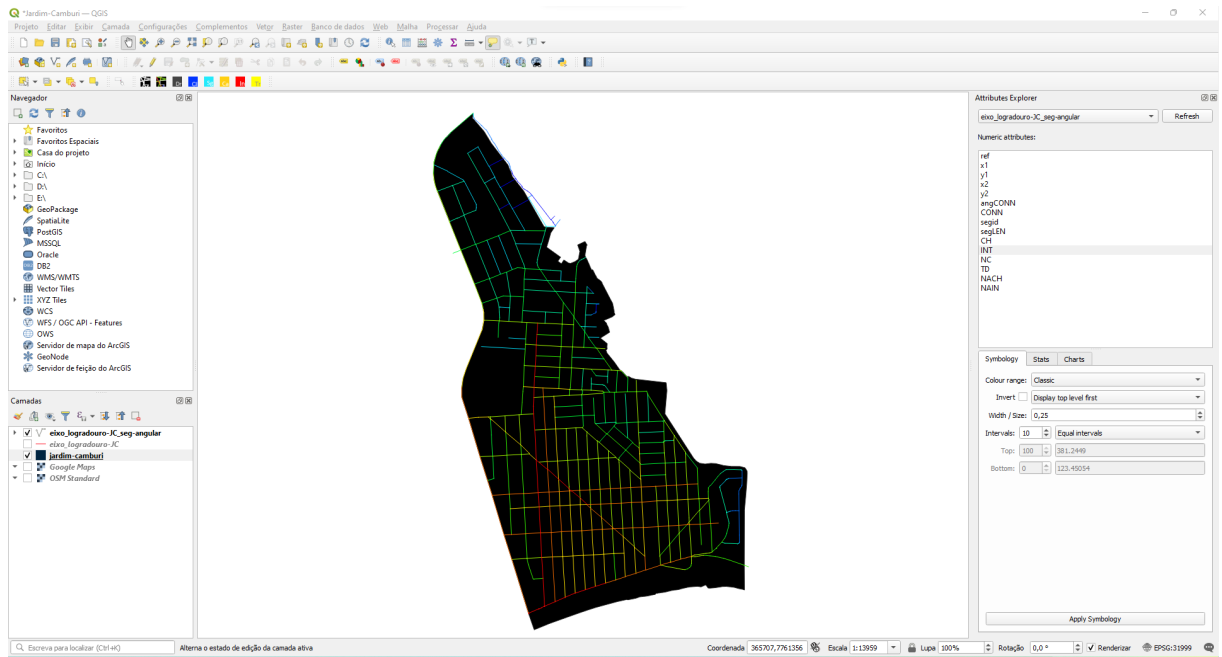 *Jardim-Camburi — QGIS
Projeto Editar Exibir Camada Configurações Complementos Vetor Raster Banco de dados Web Malha Processar Ajuda
Navegador
Favoritos
Favoritos Espaciais
Casa do projeto
Início
C:\
D:\
E:\
GeoPackage
SpatiaLite
PostGIS
MSSQL
Oracle
DB2
WMS/WMTS
Vector Tiles
XYZ Tiles
WCS
WFS / OGC API - Features
OWS
Servidor de mapa do ArcGIS
GeoNode
Servidor de feição do ArcGIS
Camadas
eixo_logradouro-JC_seg-angular
eixo_logradouro-JC
jardim-camburi
Google Maps
OSM Standard
Attributes Explorer
eixo_logradouro-JC_seg-angular Refresh
Numeric attributes:
ref
x1
y1
x2
y2
angCONN
CONN
segid
segLEN
CH
INT
NC
TD
NACH
NAIN
Symbology Stats Charts
Colour range: Classic
Invert Display top level first
Width / Size: 0,25
Intervals: 10 Equal intervals
Top: 100 381.2449
Bottom: 0 123.45054
Apply Symbology
Escreva para localizar (Ctrl+K) Alterna o estado de edição da camada ativa Coordenada 365707,7761356 Escala 1:13959 Lupa 100% Rotação 0,0 ° Renderizar EPSG:31999